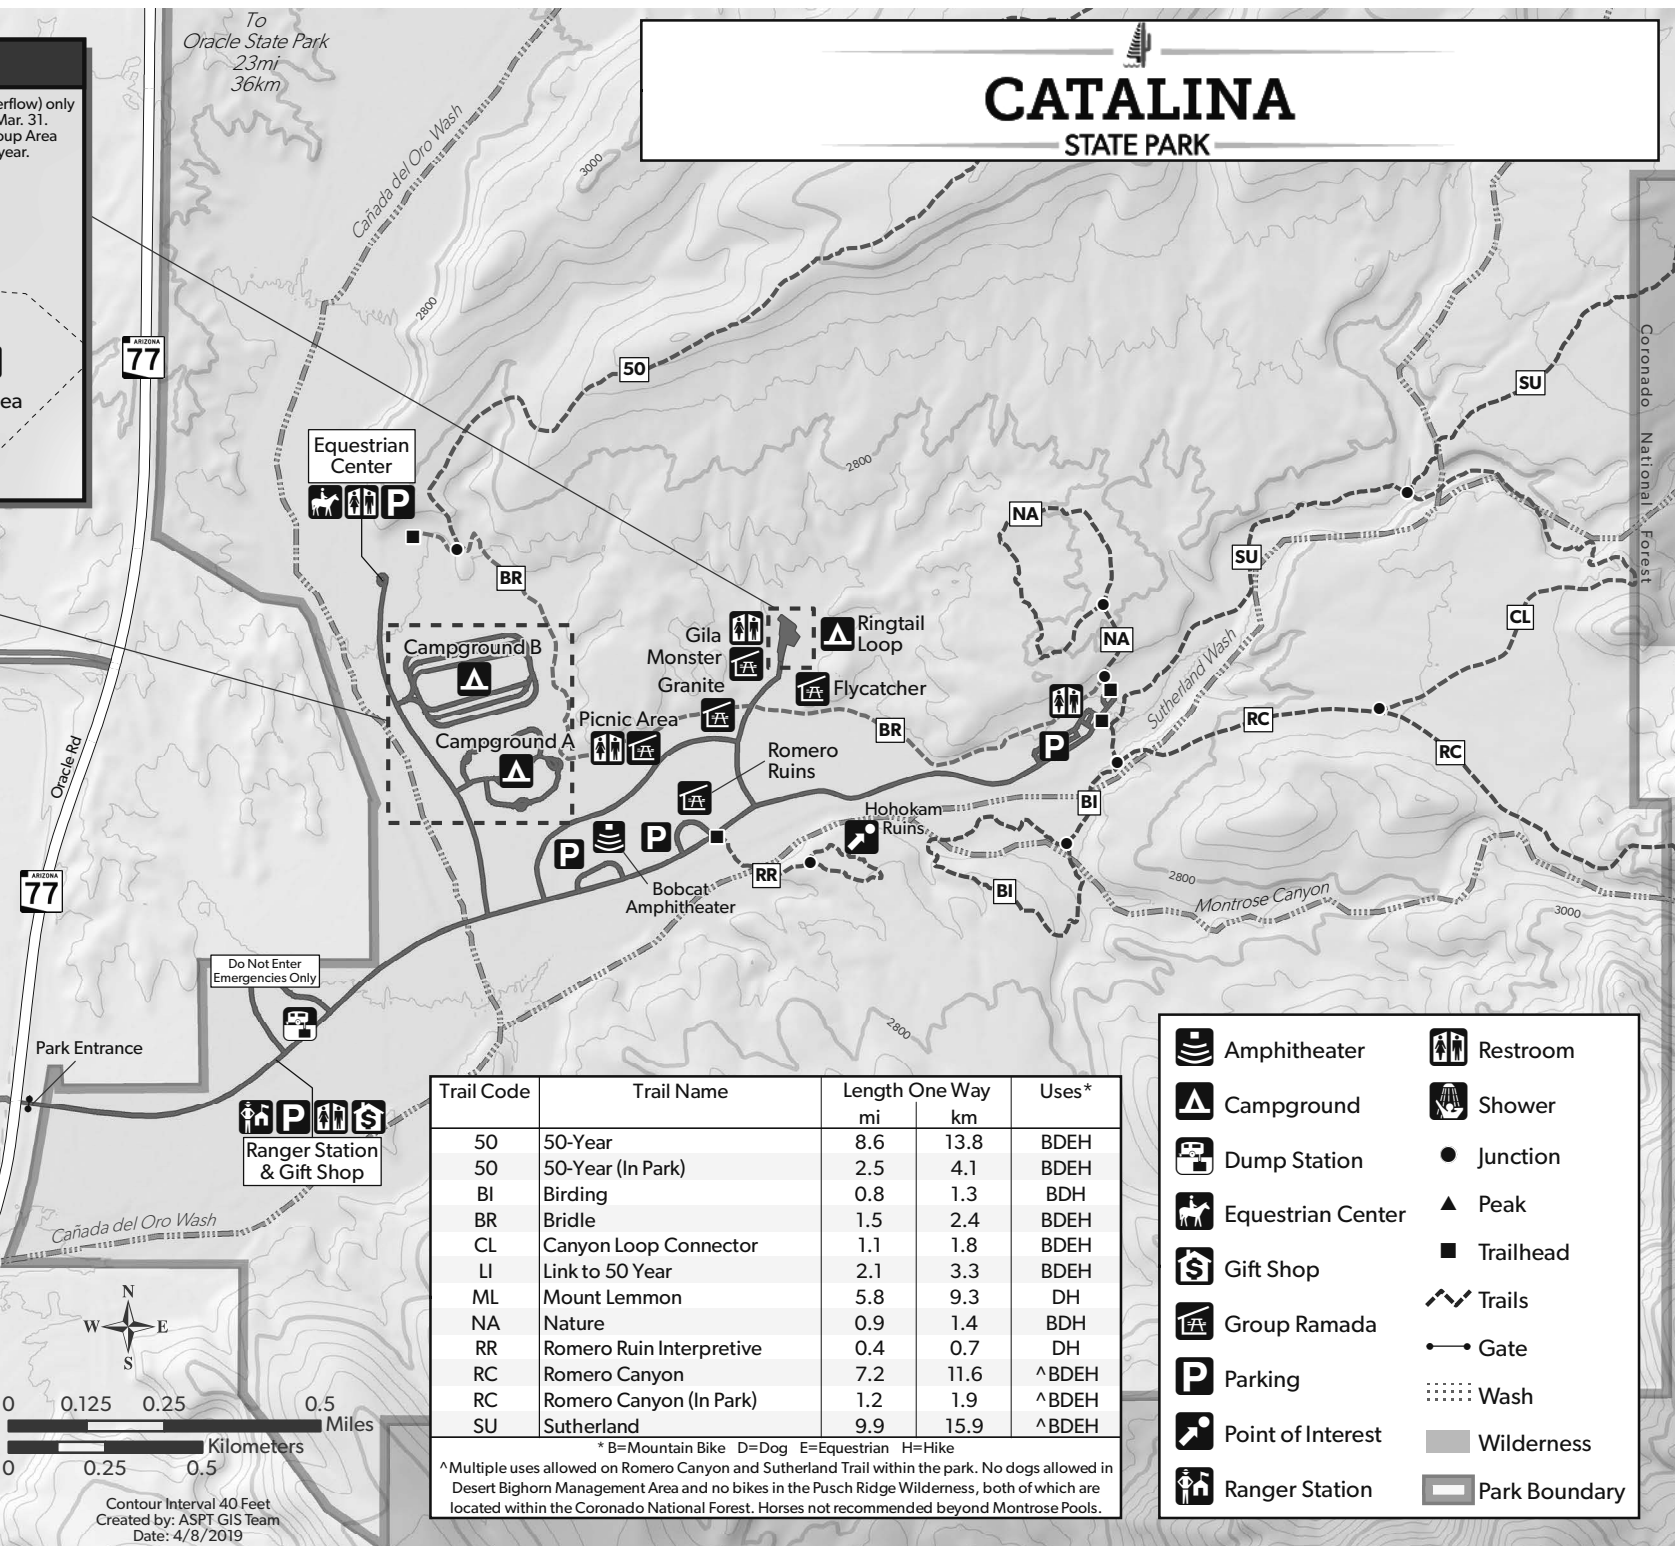 To
Oracle State Park
23mi
36km
CATALINA
STATE PARK
only
Mar. 31.
Area
year.
Cañada del Oro Wash
3000
2800
ARIZONA
77
50
SU
Coronado National Forest
Equestrian
Center
P
2800
NA
SU
BR
CL
Campground B
Gila
Monster
Ringtail
Loop
NA
Granite
Flycatcher
Sutherland Wash
Picnic Area
BR
RC
Campground A
P
RC
Romero
Ruins
Oracle Rd
BI
Hohokam
Ruins
P
P
ARIZONA
77
RR
BI
2800
Bobcat
Amphitheater
Montrose Canyon
3000
Do Not Enter
Emergencies Only
2800
Park Entrance
P
Ranger Station
& Gift Shop
Cañada del Oro Wash
Trail Code Trail Name Length One Way Uses*
mi km
50 50-Year 8.6 13.8 BDEH
50 50-Year (In Park) 2.5 4.1 BDEH
BI Birding 0.8 1.3 BDH
BR Bridle 1.5 2.4 BDEH
CL Canyon Loop Connector 1.1 1.8 BDEH
LI Link to 50 Year 2.1 3.3 BDEH
ML Mount Lemmon 5.8 9.3 DH
NA Nature 0.9 1.4 BDH
RR Romero Ruin Interpretive 0.4 0.7 DH
RC Romero Canyon 7.2 11.6 ^BDEH
RC Romero Canyon (In Park) 1.2 1.9 ^BDEH
SU Sutherland 9.9 15.9 ^BDEH
* B=Mountain Bike D=Dog E=Equestrian H=Hike
^Multiple uses allowed on Romero Canyon and Sutherland Trail within the park. No dogs allowed in
Desert Bighorn Management Area and no bikes in the Pusch Ridge Wilderness, both of which are
located within the Coronado National Forest. Horses not recommended beyond Montrose Pools.
Amphitheater
Campground
Dump Station
Equestrian Center
$ Gift Shop
Group Ramada
P Parking
Point of Interest
Ranger Station
Restroom
Shower
Junction
Peak
Trailhead
Trails
Gate
Wash
Wilderness
Park Boundary
N
W E
S
0 0.125 0.25 0.5
Miles
Kilometers
0 0.25 0.5
Contour Interval 40 Feet
Created by: ASPT GIS Team
Date: 4/8/2019